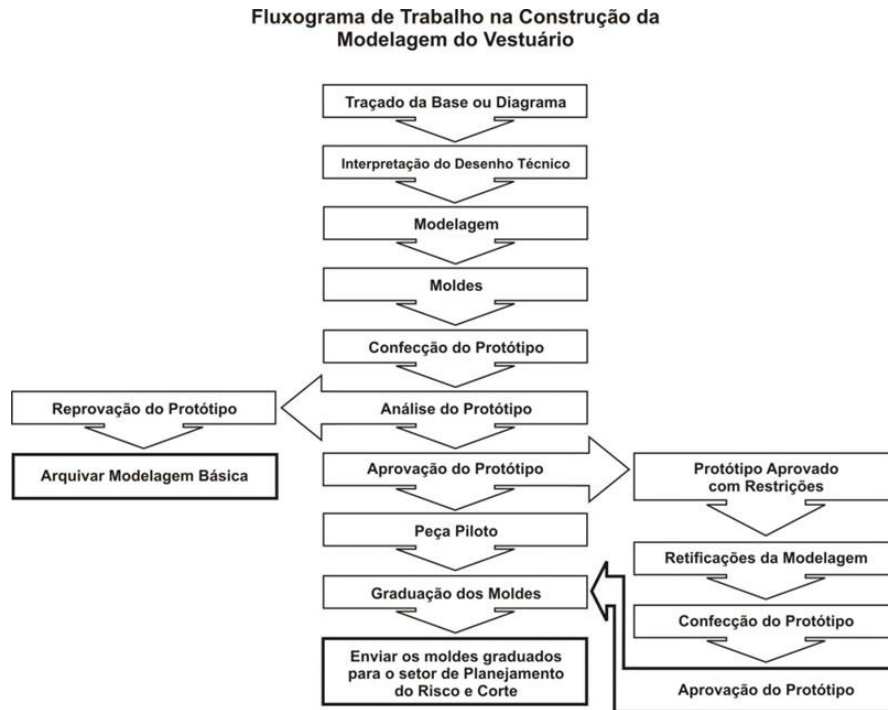 Fluxograma de Trabalho na Construção da
Modelagem do Vestuário
Traçado da Base ou Diagrama
Interpretação do Desenho Técnico
Modelagem
Moldes
Confecção do Protótipo
Reprovação do Protótipo
Análise do Protótipo
Arquivar Modelagem Básica
Aprovação do Protótipo
Protótipo Aprovado
com Restrições
Peça Piloto
Retificações da Modelagem
Graduação dos Moldes
Confecção do Protótipo
Enviar os moldes graduados
para o setor de Planejamento
do Risco e Corte
Aprovação do Protótipo